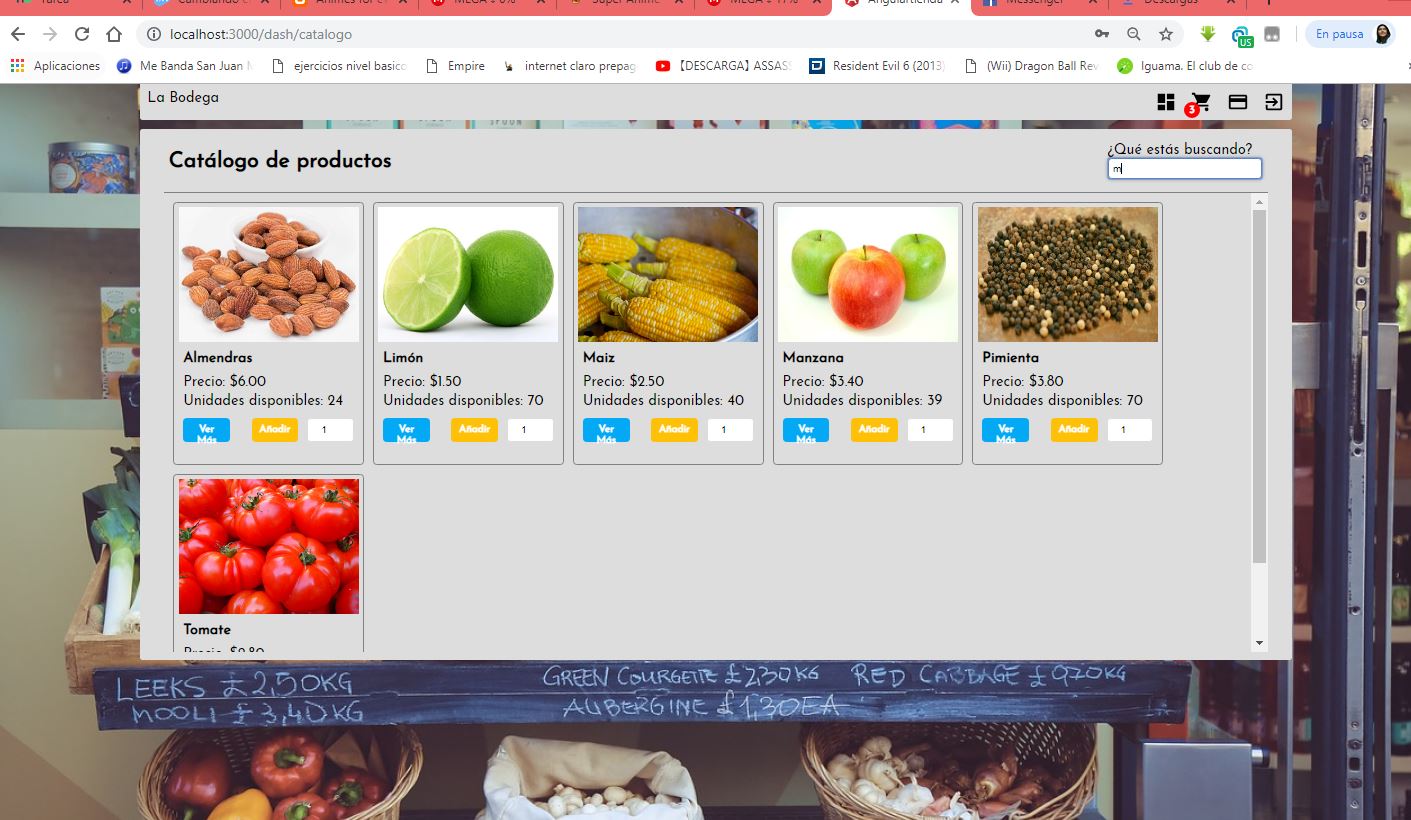 Tarea
Animes for
MEGA
Super Anime
MEGA
Angulartienda
Messenger
Descargas
localhost:3000/dash/catalogo
US
En pausa
Aplicaciones
Me Banda San Juan
ejercicios nivel basico
Empire
internet claro prepag
【DESCARGA】 ASSAS
Resident Evil 6 (2013)
(Wii) Dragon Ball Rev
Iguama. El club de co
La Bodega
3
Catálogo de productos
¿Qué estás buscando?
m
Almendras
Precio: $6.00
Unidades disponibles: 24
Ver Más
Añadir
1
Limón
Precio: $1.50
Unidades disponibles: 70
Ver Más
Añadir
1
Maiz
Precio: $2.50
Unidades disponibles: 40
Ver Más
Añadir
1
Manzana
Precio: $3.40
Unidades disponibles: 39
Ver Más
Añadir
1
Pimienta
Precio: $3.80
Unidades disponibles: 70
Ver Más
Añadir
1
Tomate
Precio: $2.80
LEEKS £2,50KG
MOOLI £3,40KG
GREEN COURGETTE £2,30KG
AUBERGINE £1,30EA
RED CABBAGE £0,90KG